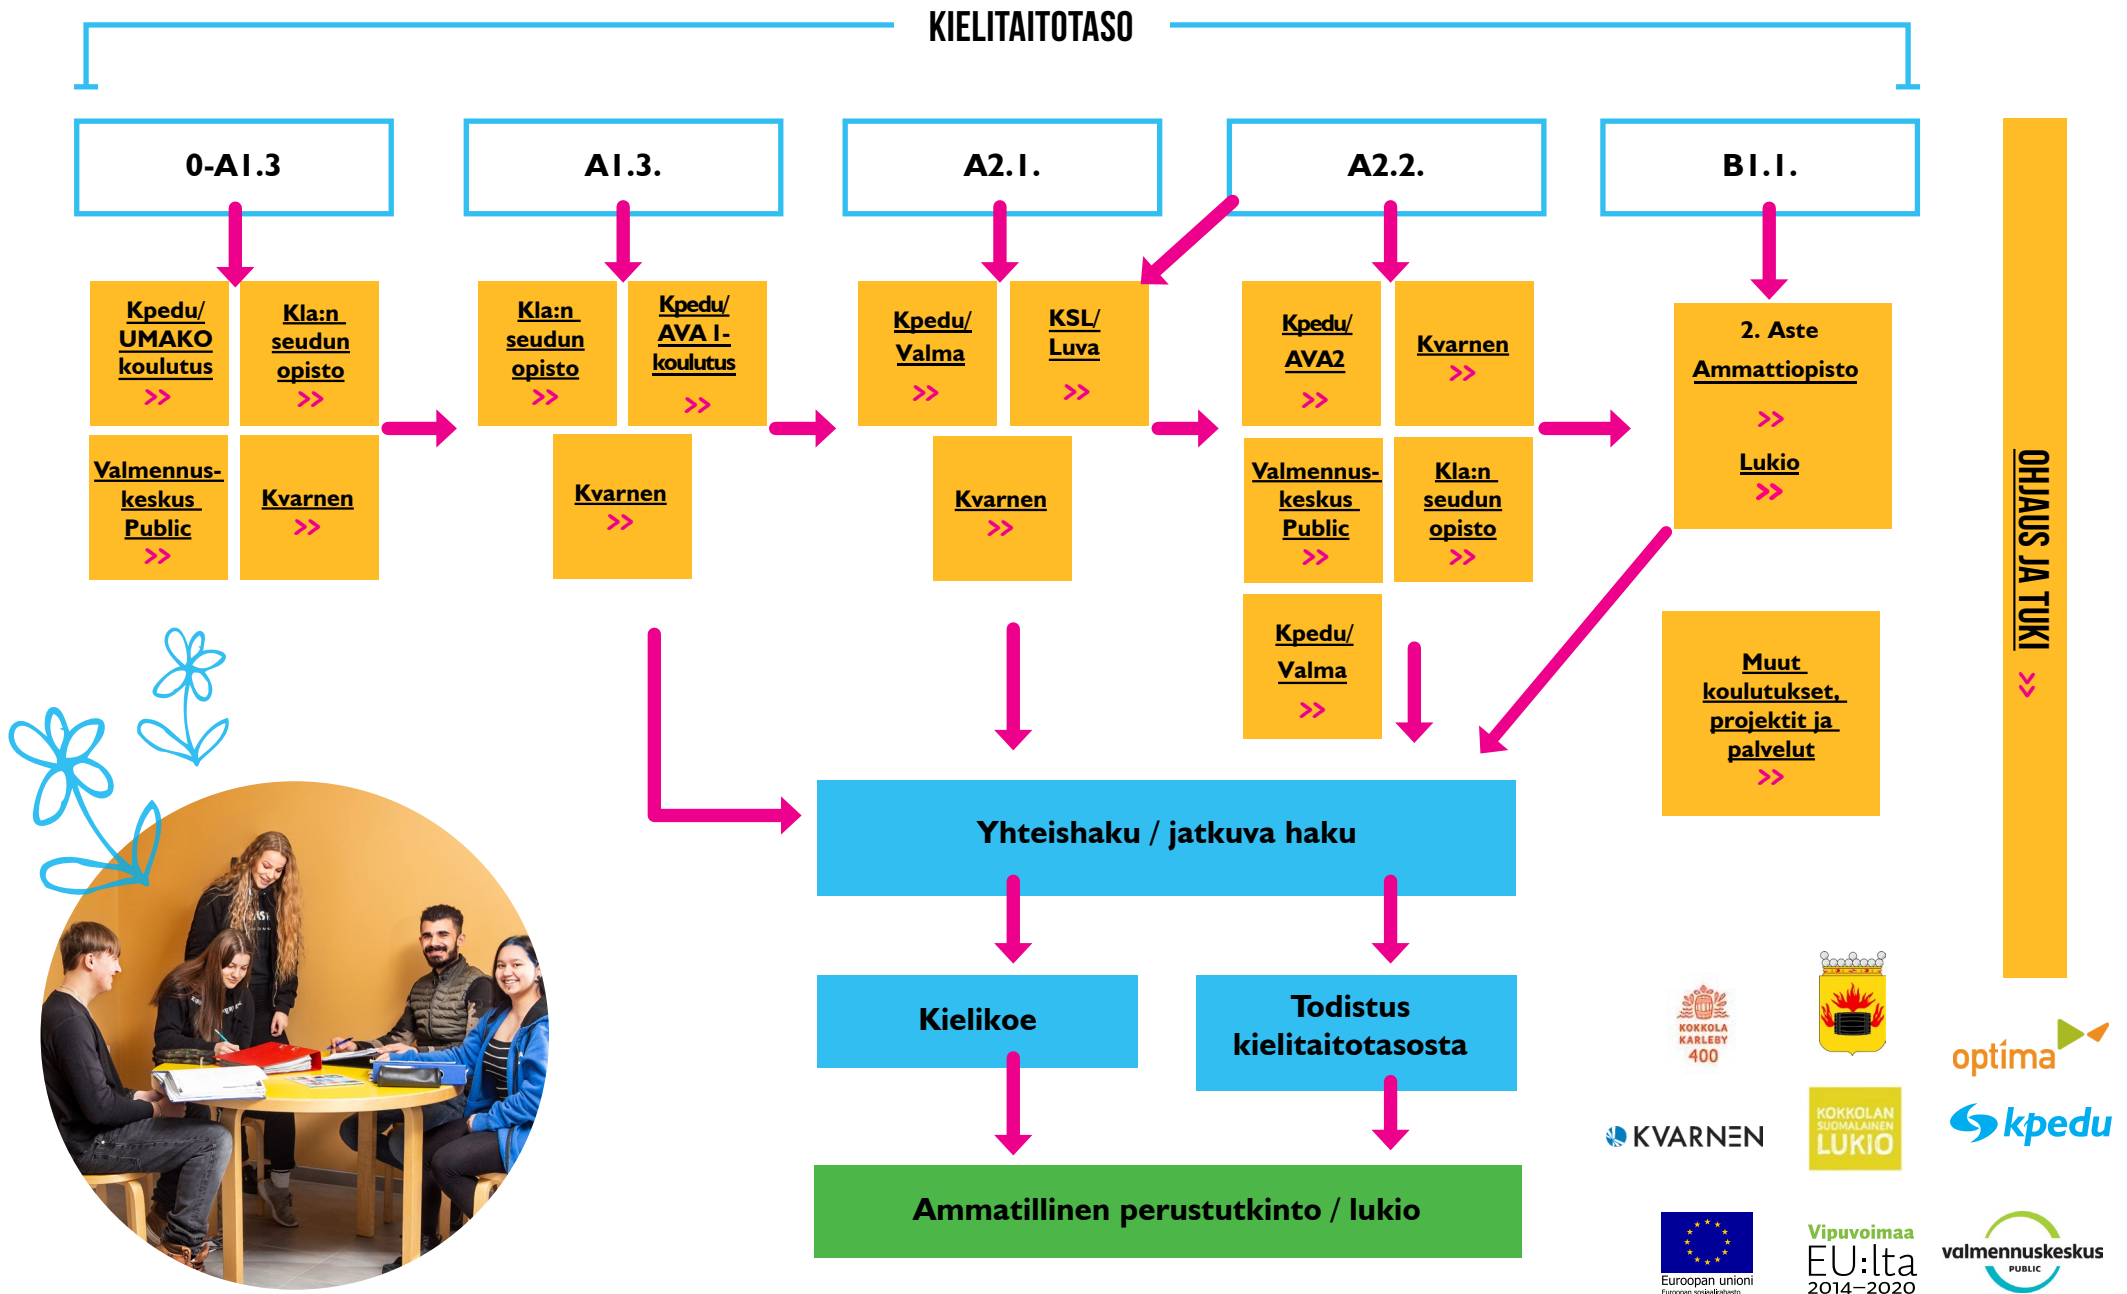 KIELITAITOTASO
0-A1.3
A1.3.
A2.1.
A2.2.
B1.1.
Kpedu/
UMAKO
koulutus
>>
Kla:n
seudun
opisto
>>
Valmennus-
keskus
Public
>>
Kvarnen
>>
Kla:n
seudun
opisto
>>
Kpedu/
AVA 1-
koulutus
>>
Kvarnen
>>
Kpedu/
Valma
>>
KSL/
Luva
>>
Kvarnen
>>
Kpedu/
AVA2
>>
Kvarnen
>>
Valmennus-
keskus
Public
>>
Kla:n
seudun
opisto
>>
Kpedu/
Valma
>>
2. Aste
Ammattiopisto
>>
Lukio
>>
Muut
koulutukset,
projektit ja
palvelut
>>
OHJAUS JA TUKI >>
Yhteishaku / jatkuva haku
Kielikoe
Todistus
kielitaitotasosta
Ammatillinen perustutkinto / lukio
KOKKOLA
KARLEBY
400
optima
KVARNEN
KOKKOLAN
SUOMALAINEN
LUKIO
kpedu
Euroopan unioni
Euroopan sosiaalirahasto
Vipuvoimaa
EU:lta
2014–2020
valmennuskeskus
PUBLIC